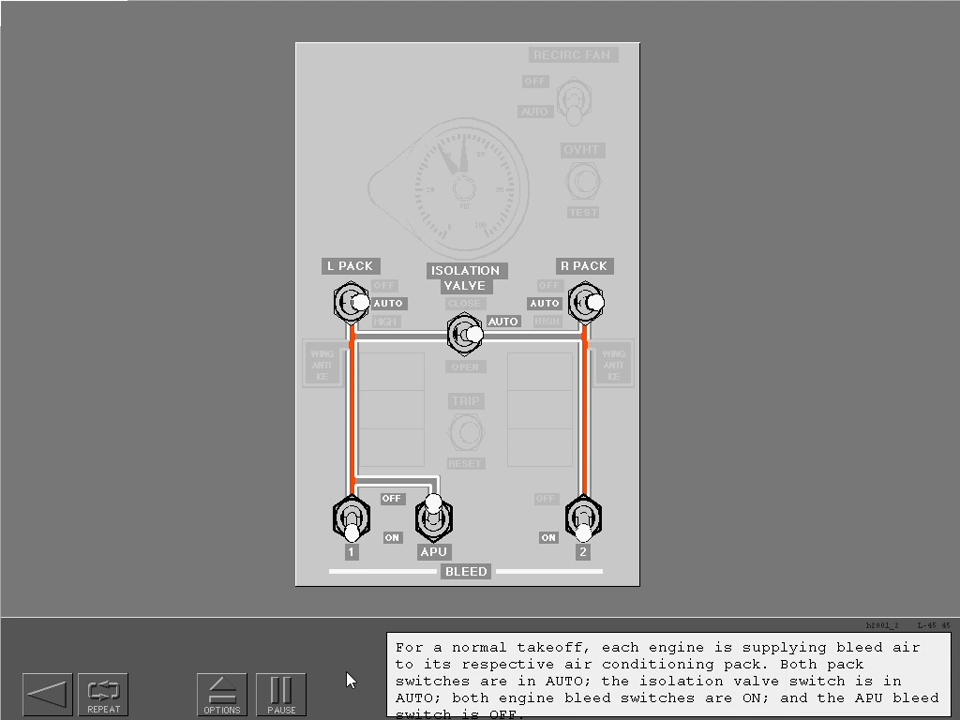 RECIRC FAN
OFF
AUTO
OVHT
TEST
L PACK
ISOLATION
VALVE
R PACK
OFF
AUTO
HIGH
CLOSE
AUTO
OPEN
OFF
AUTO
HIGH
WING
ANTI
ICE
WING
ANTI
ICE
TRIP
RESET
OFF
ON
OFF
ON
1
APU
2
BLEED
REPEAT
OPTIONS
PAUSE
For a normal takeoff, each engine is supplying bleed air
to its respective air conditioning pack. Both pack
switches are in AUTO; the isolation valve switch is in
AUTO; both engine bleed switches are ON; and the APU bleed
switch is OFF.